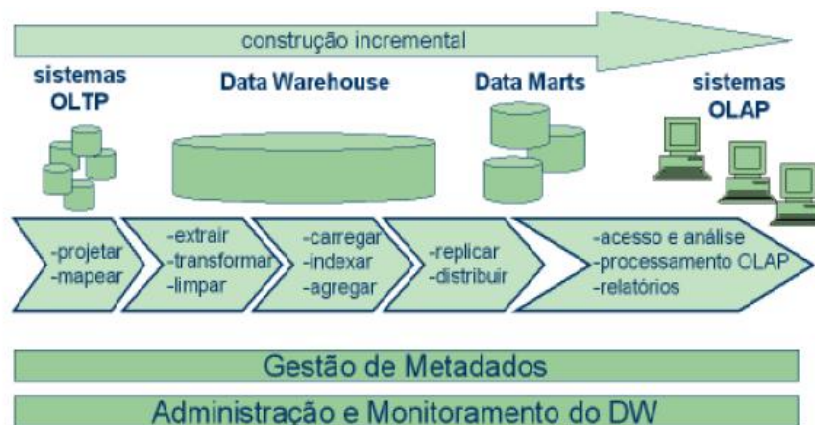 construção incremental
sistemas
OLTP
Data Warehouse
Data Marts
sistemas
OLAP
-projetar
-mapear
-extrair
-transformar
-limpar
-carregar
-indexar
-agregar
-replicar
-distribuir
-acesso e análise
-processamento OLAP
-relatórios
Gestão de Metadados
Administração e Monitoramento do DW